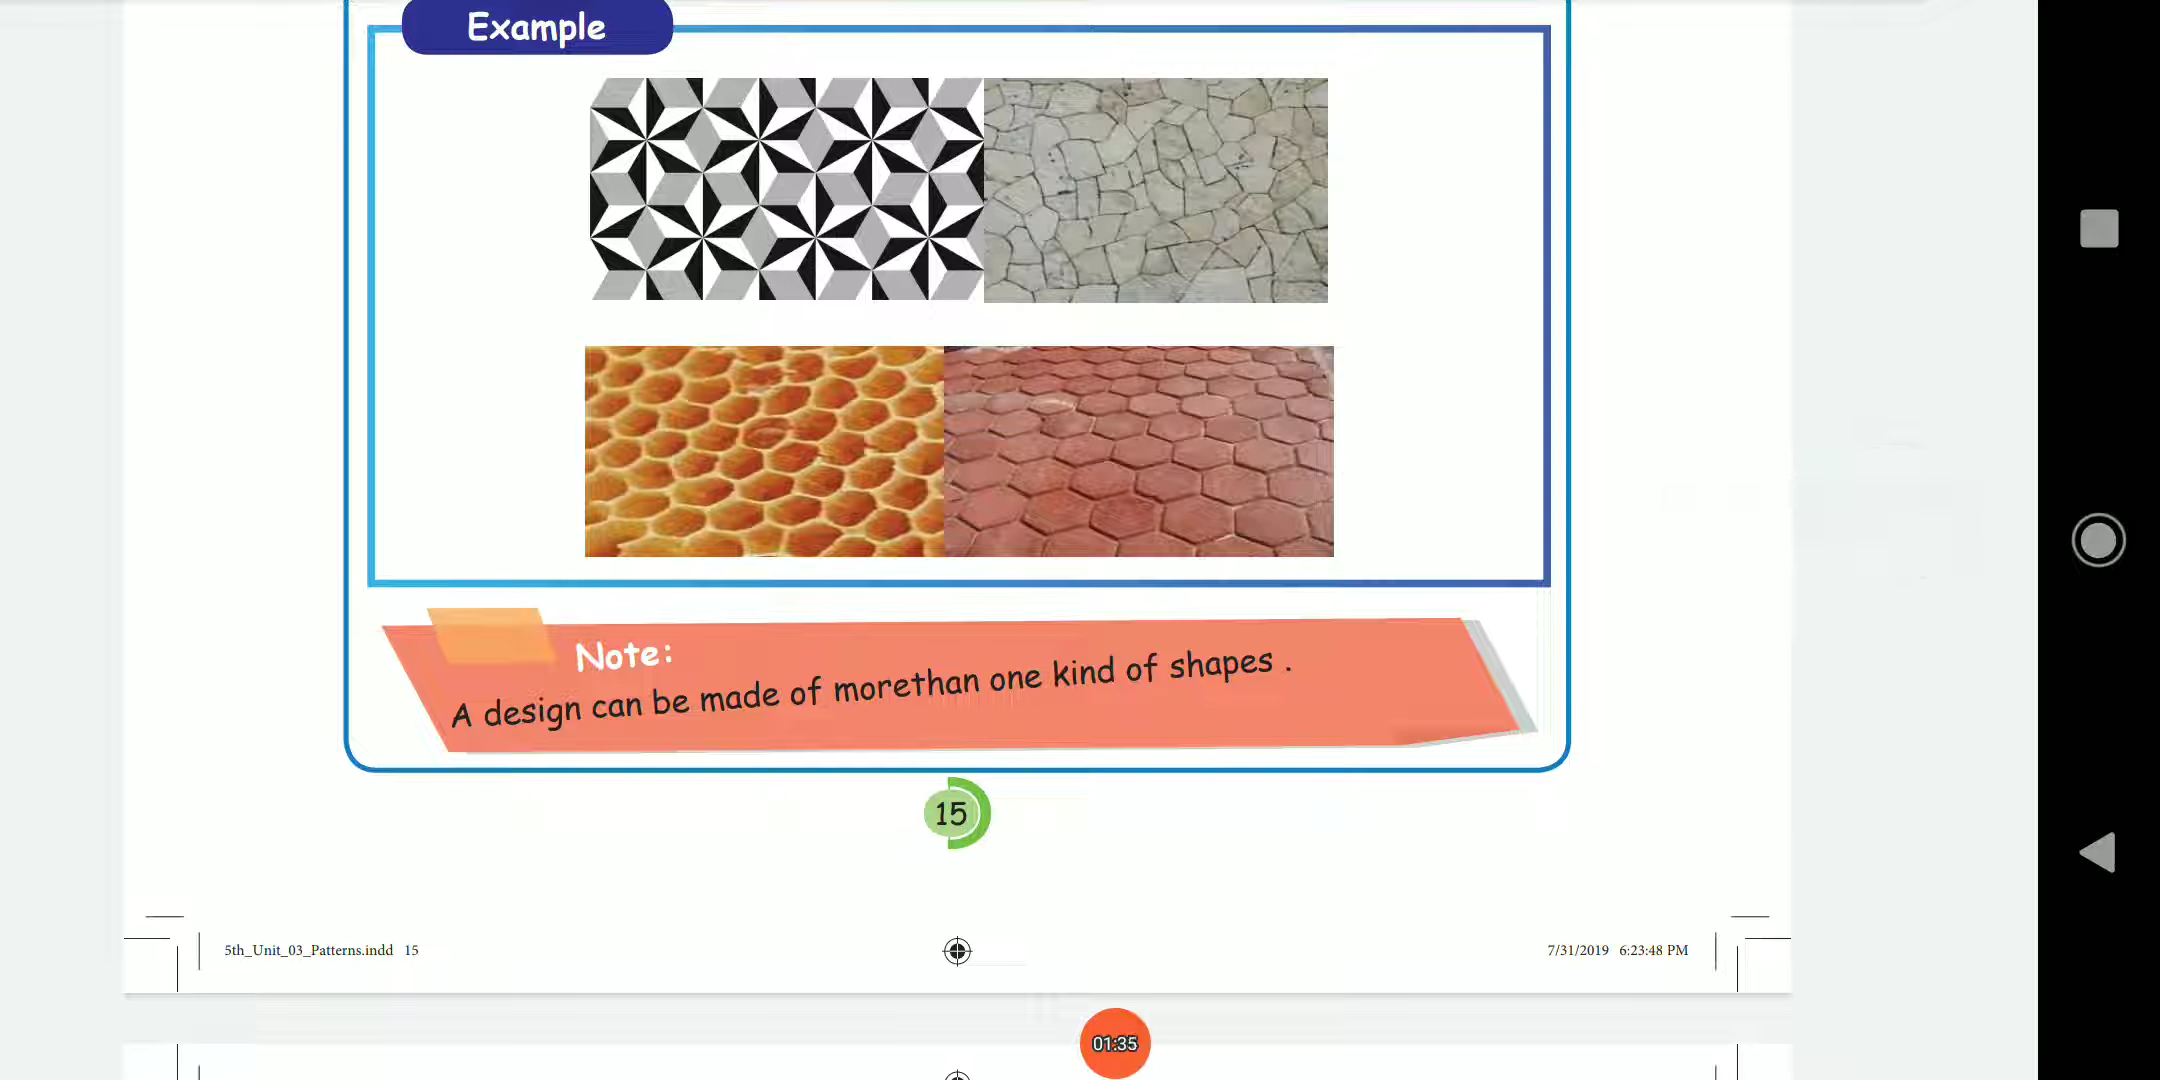 Example
Note:
A design can be made of morethan one kind of shapes .
15
5th_Unit_03_Patterns.indd 15
7/31/2019 6:23:48 PM
01:35